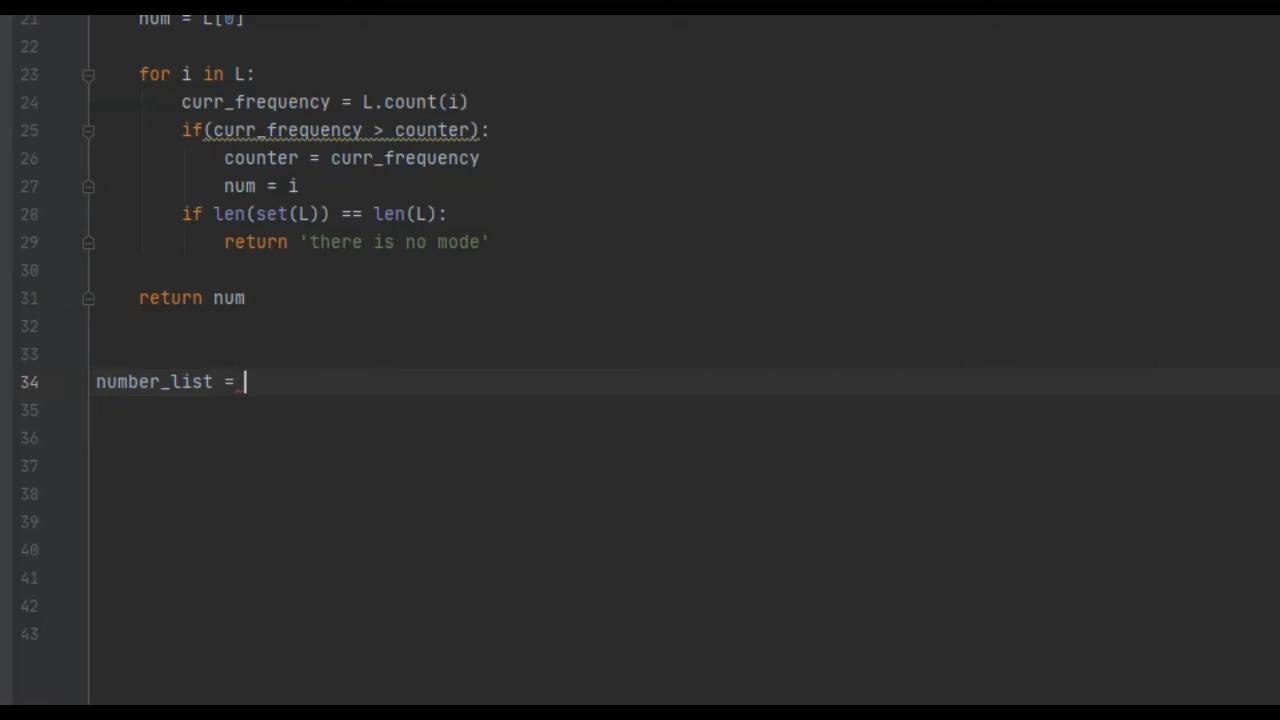 21 num = L[0]
22
23 for i in L:
24 curr_frequency = L.count(i)
25 if(curr_frequency > counter):
26 counter = curr_frequency
27 num = i
28 if len(set(L)) == len(L):
29 return 'there is no mode'
30
31 return num
32
33
34 number_list =
35
36
37
38
39
40
41
42
43